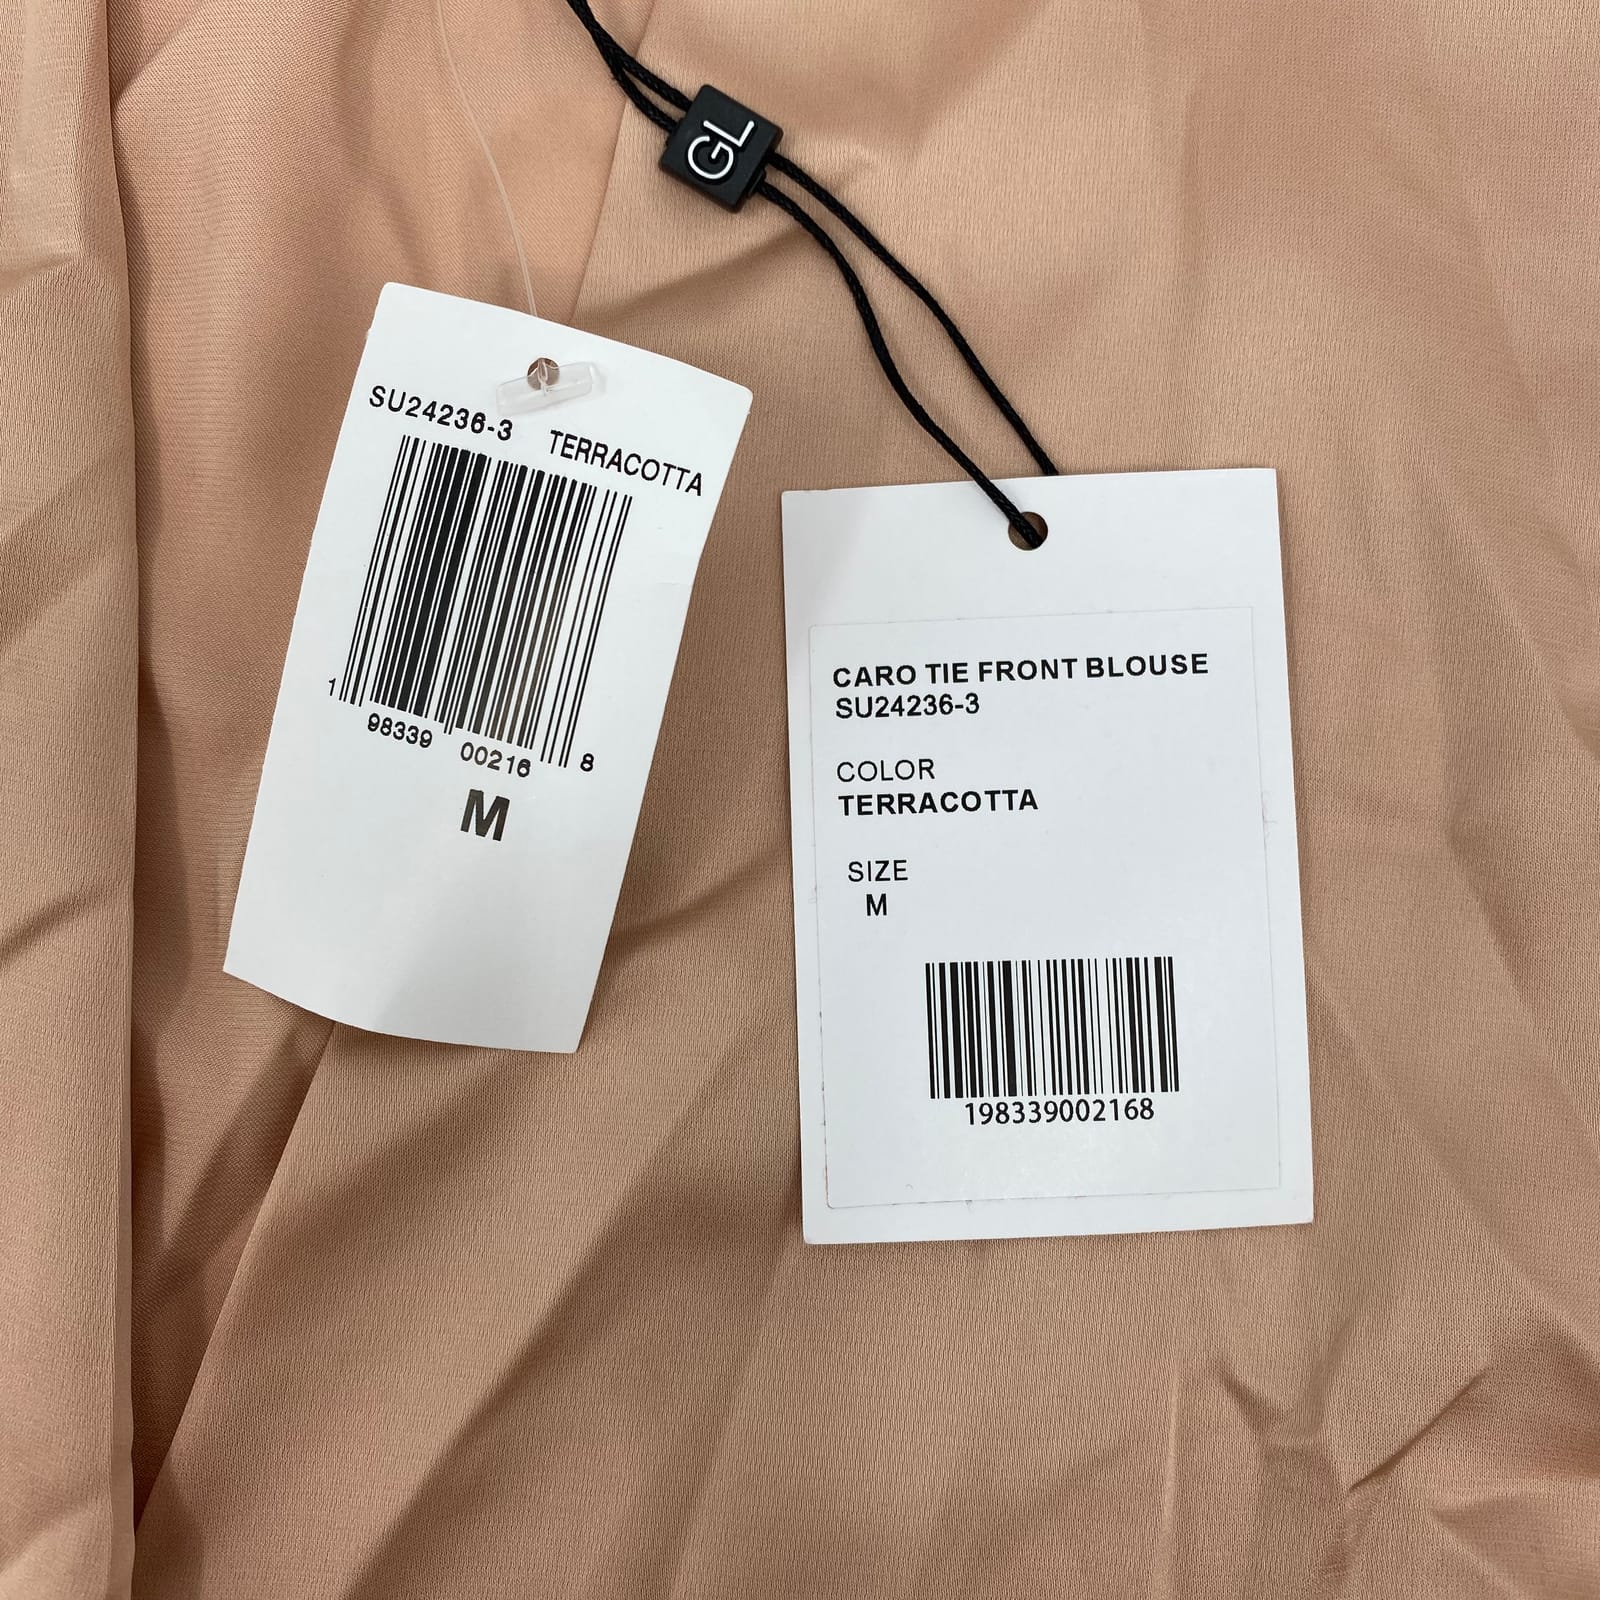 GL
SU24236-3 TERRACOTTA
1 98339 00216 8
M
CARO TIE FRONT BLOUSE
SU24236-3
COLOR
TERRACOTTA
SIZE
M
198339002168